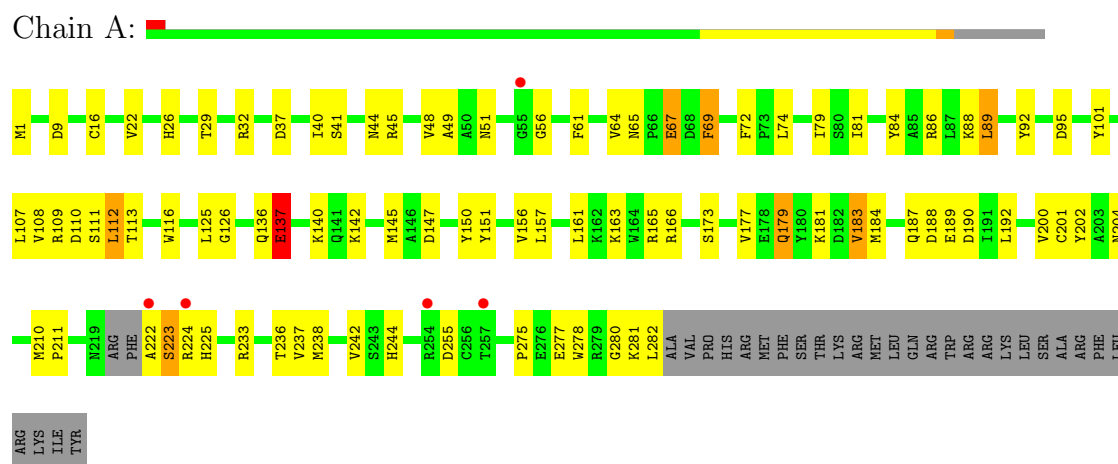 Chain A:
M1 D9 C16 V22 H26 T29 R32 D37 I40 S41 N44 R45 V48 A49 A50 N51 G55 G56 F61 V64 N65 P66 E67 D68 F69 F72 P73 L74 I79 S80 I81 Y84 A85 R86 L87 K88 L89 Y92 D95 Y101
L107 V108 R109 D110 S111 L112 T113 W116 L125 G126 Q136 E137 K140 Q141 K142 M145 A146 D147 Y150 Y151 V156 L157 L161 K162 K163 W164 R165 R166 S173 V177 E178 Q179 Y180 K181 D182 V183 M184 Q187 D188 E189 D190 I191 L192 V200 C201 Y202 A203 N204
M210 P211 N219 ARG PHE A222 S223 R224 H225 R233 T236 V237 M238 V242 S243 H244 R254 D255 C256 T257 P275 E276 E277 W278 R279 G280 K281 L282 ALA VAL PRO HIS ARG MET PHE SER THR LYS ARG MET LEU GLN ARG TRP ARG ARG LYS LEU SER ALA ARG PHE LEU
ARG LYS ILE TYR